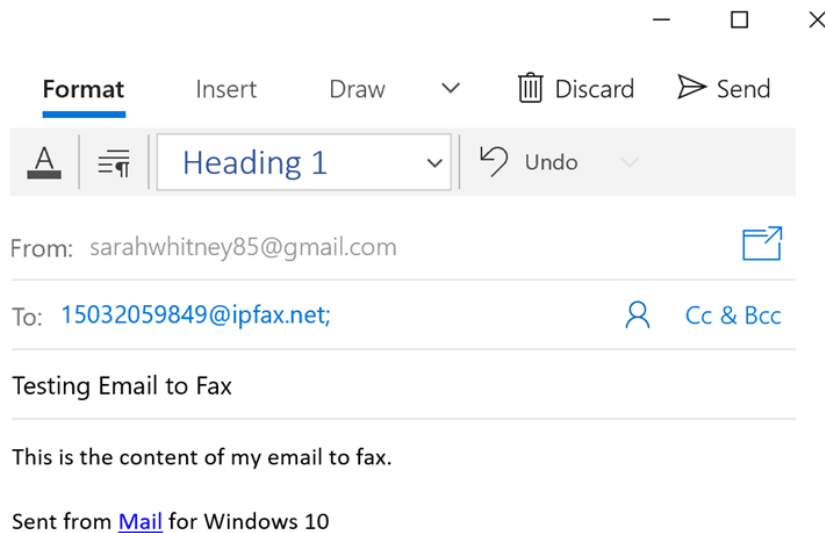 Format Insert Draw Discard Send
A Heading 1 Undo
From: sarahwhitney85@gmail.com
To: 15032059849@ipfax.net; Cc & Bcc
Testing Email to Fax
This is the content of my email to fax.
Sent from Mail for Windows 10